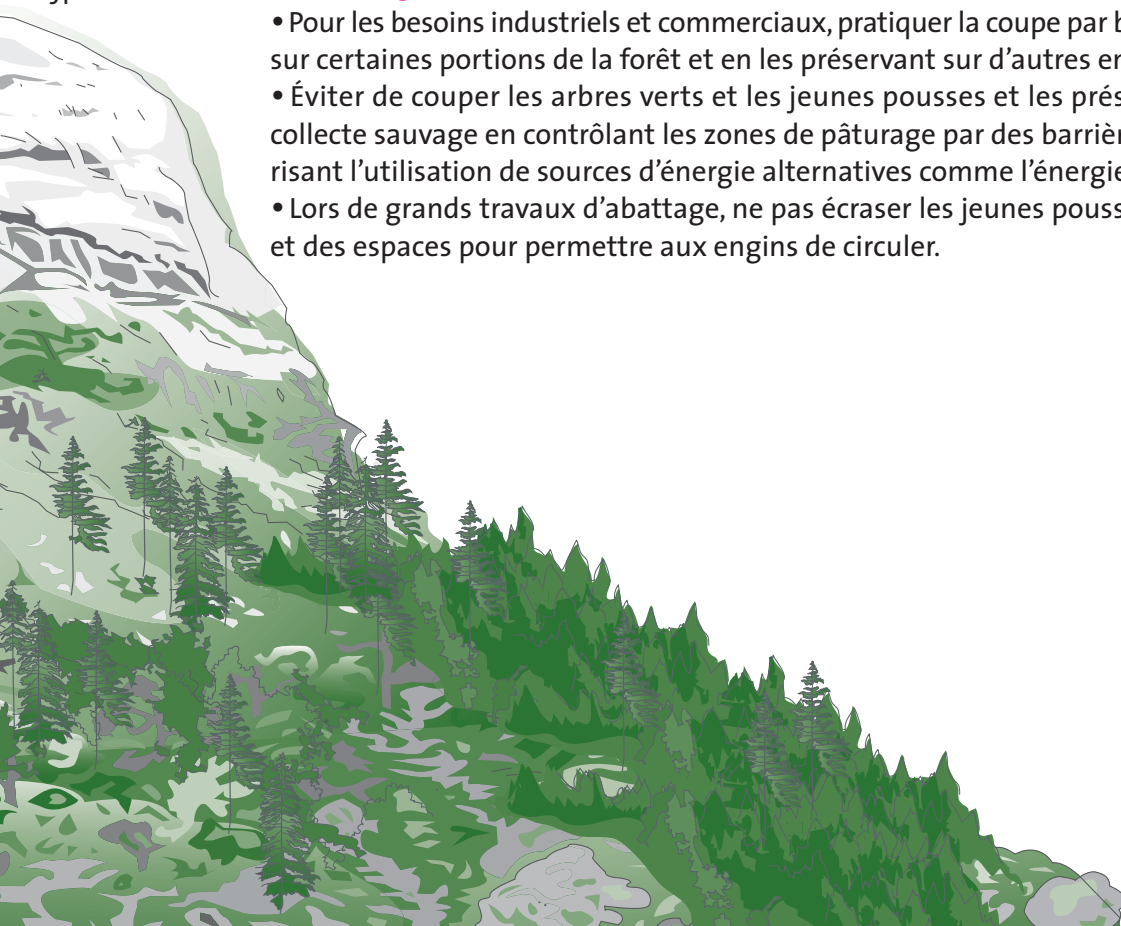 • Pour les besoins industriels et commerciaux, pratiquer la coupe par
sur certaines portions de la forêt et en les préservant sur d’autres
• Éviter de couper les arbres verts et les jeunes pousses et les
collecte sauvage en contrôlant les zones de pâturage par des
risant l’utilisation de sources d’énergie alternatives comme l’énergie
• Lors de grands travaux d’abattage, ne pas écraser les jeunes
et des espaces pour permettre aux engins de circuler.